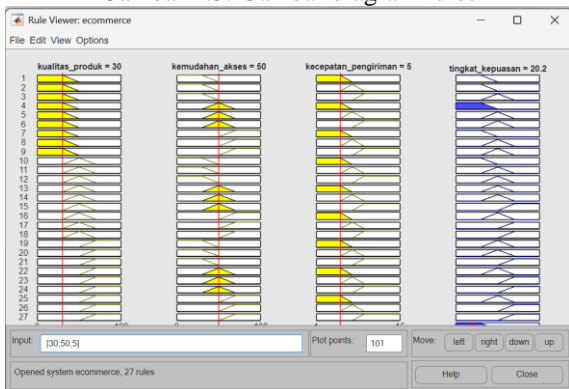 Rule Viewer: ecommerce
File Edit View Options
kualitas_produk = 30
kemudahan_akses = 50
kecepatan_pengiriman = 5
tingkat_kepuasan = 20.2
1
2
3
4
5
6
7
8
9
10
11
12
13
14
15
16
17
18
19
20
21
22
23
24
25
26
27
Input:
[30;50;5]
Plot points:
101
Move:
left
right
down
up
Opened system ecommerce, 27 rules
Help
Close